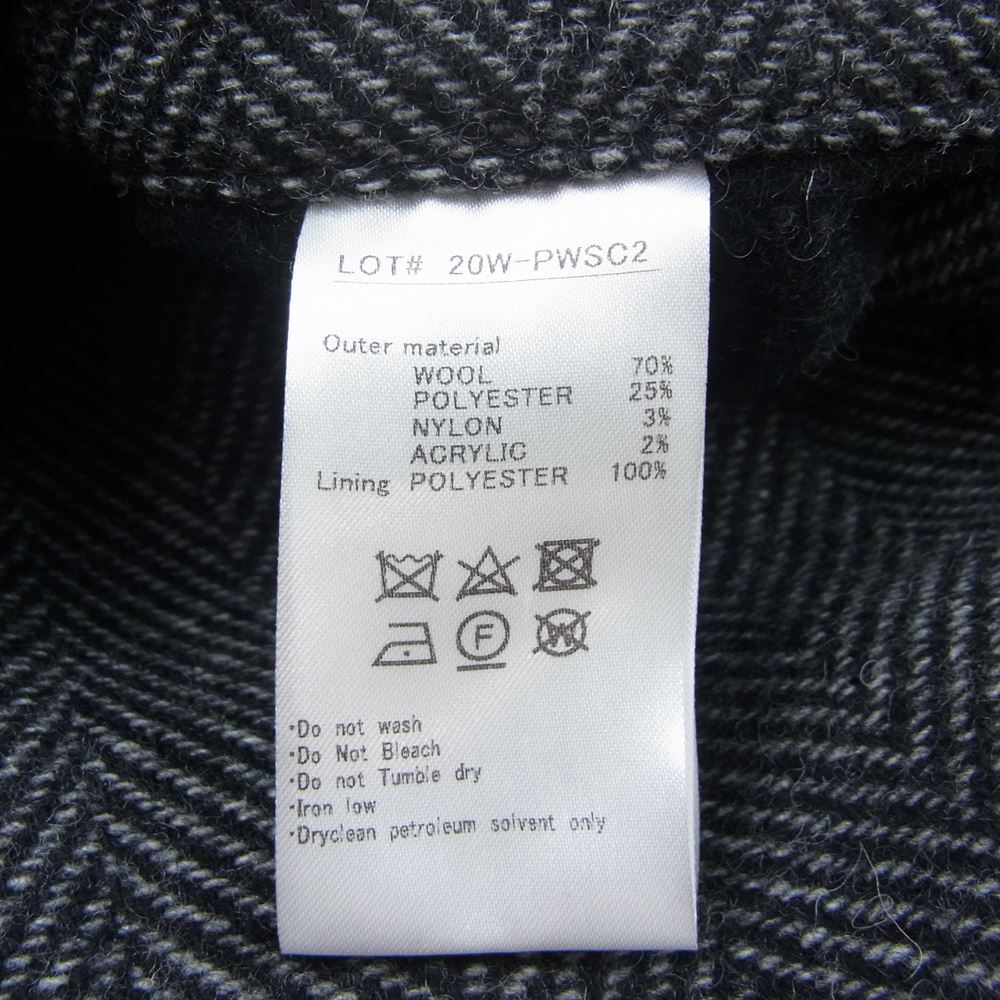 LOT# 20W-PWSC2
Outer material
WOOL 70%
POLYESTER 25%
NYLON 3%
ACRYLIC 2%
Lining POLYESTER 100%
F W
·Do not wash
·Do Not Bleach
·Do not Tumble dry
·Iron low
·Dryclean petroleum solvent only